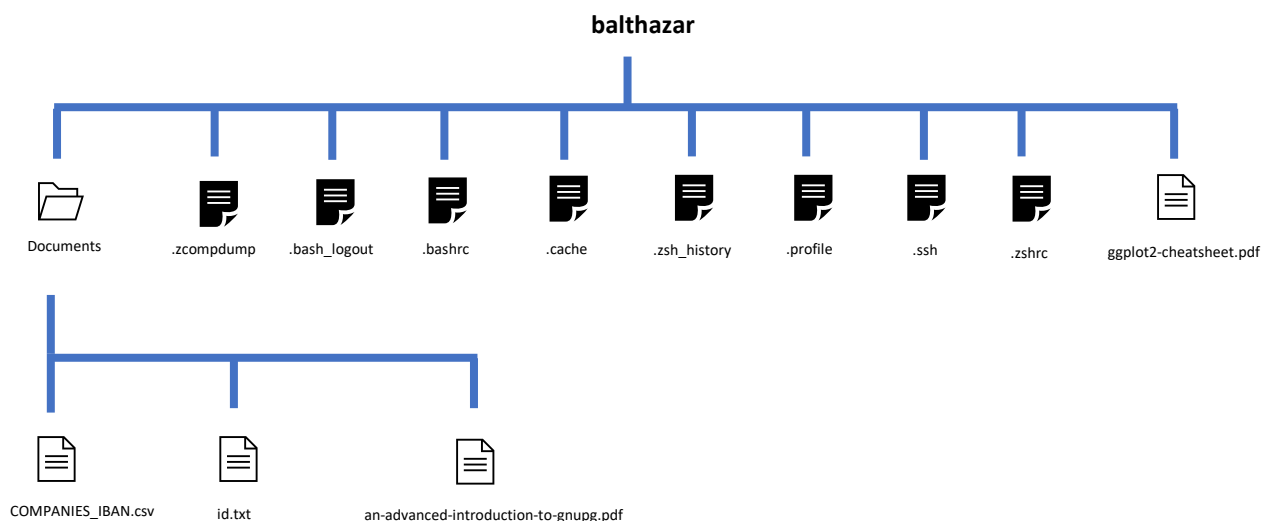 balthazar
Documents
.zcompdump
.bash_logout
.bashrc
.cache
.zsh_history
.profile
.ssh
.zshrc
ggplot2-cheatsheet.pdf
COMPANIES_IBAN.csv
id.txt
an-advanced-introduction-to-gnupg.pdf